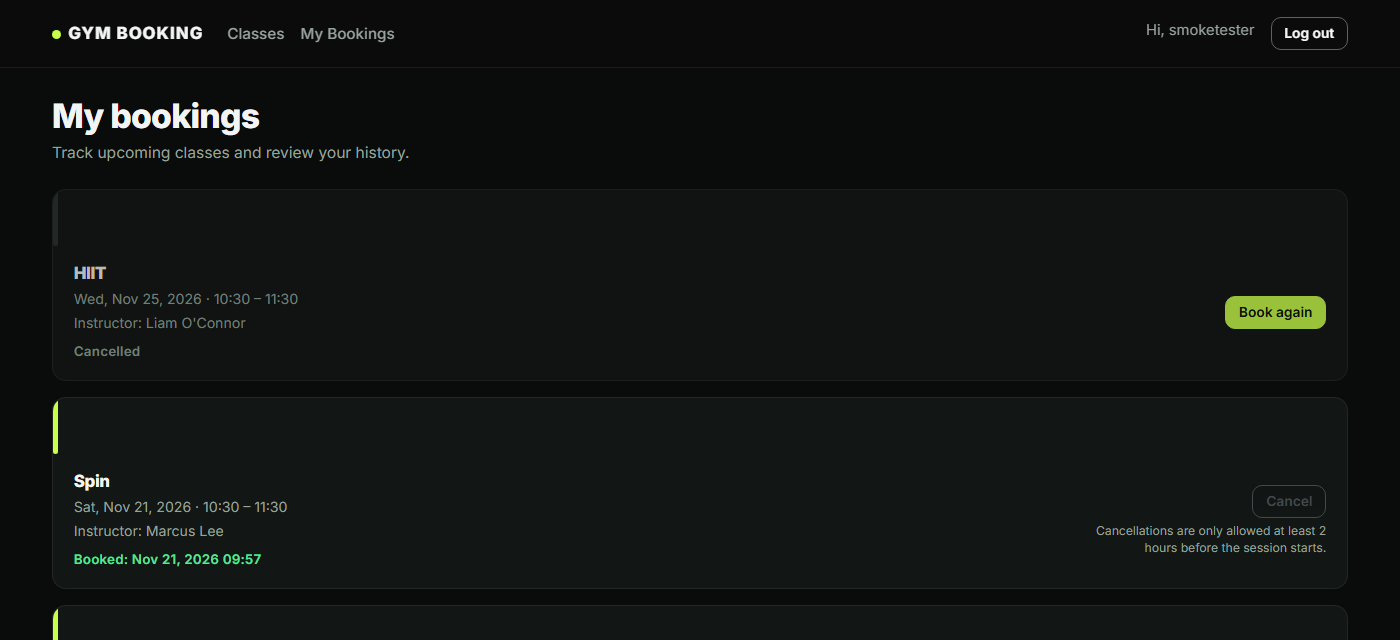 GYM BOOKING Classes My Bookings Hi, smoketester Log out
My bookings
Track upcoming classes and review your history.
HIIT
Wed, Nov 25, 2026 · 10:30 – 11:30
Instructor: Liam O'Connor
Cancelled
Book again
Spin
Sat, Nov 21, 2026 · 10:30 – 11:30
Instructor: Marcus Lee
Booked: Nov 21, 2026 09:57
Cancel
Cancellations are only allowed at least 2
hours before the session starts.